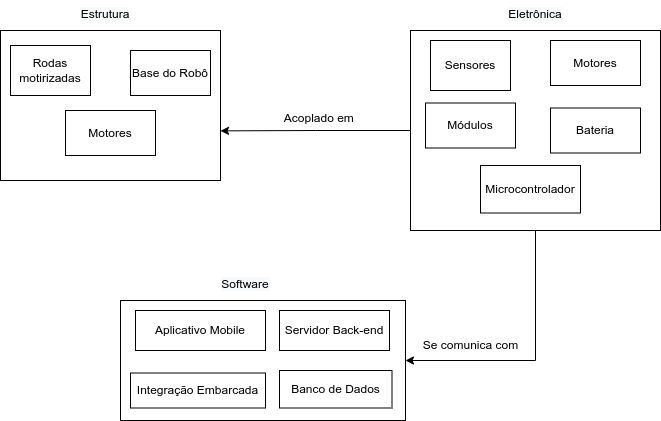 Estrutura
Rodas
motirizadas
Base do Robô
Motores
Eletrônica
Sensores
Motores
Módulos
Bateria
Microcontrolador
Acoplado em
Software
Aplicativo Mobile
Servidor Back-end
Integração Embarcada
Banco de Dados
Se comunica com